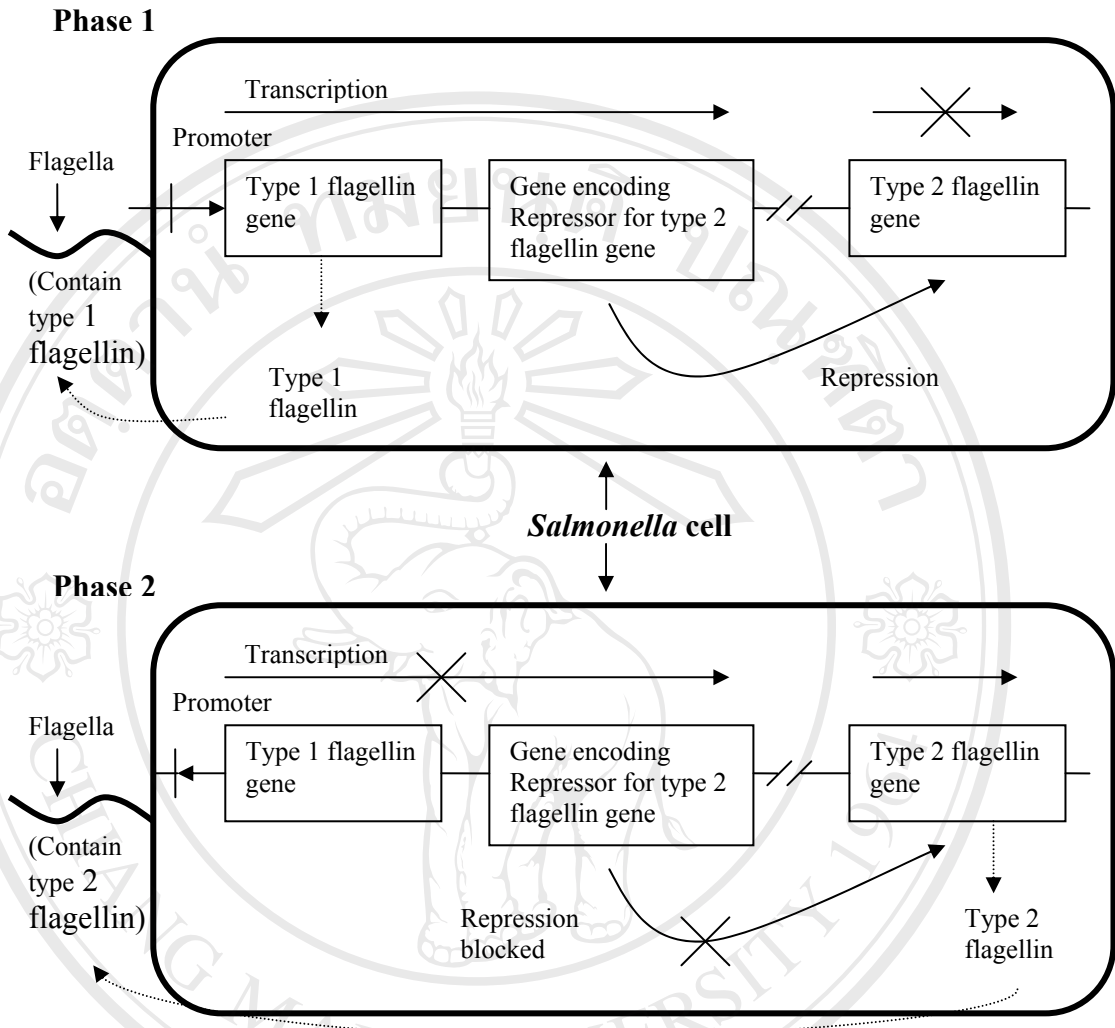 Phase 1
Transcription
Promoter
Flagella
Type 1 flagellin
gene
Gene encoding
Repressor for type 2
flagellin gene
Type 2 flagellin
gene
(Contain
type 1
flagellin)
Type 1
flagellin
Repression
Salmonella cell
Phase 2
Transcription
Promoter
Flagella
Type 1 flagellin
gene
Gene encoding
Repressor for type 2
flagellin gene
Type 2 flagellin
gene
(Contain
type 2
flagellin)
Repression
blocked
Type 2
flagellin
1964